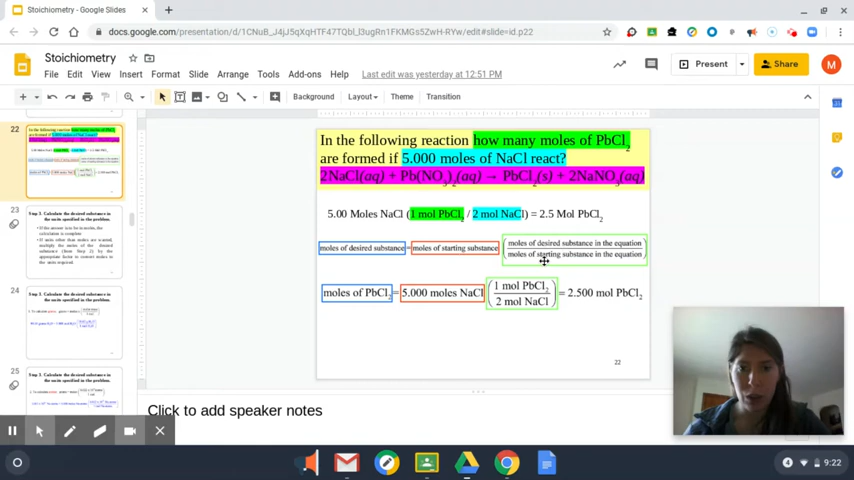 Stoichiometry - Google Slides
docs.google.com/presentation/d/1CNuB_J4jJ5qXqHTF47TQbl_l3ugRn1FKMGs5ZwH-RYw/edit#slide=id.p22
Stoichiometry
File Edit View Insert Format Slide Arrange Tools Add-ons Help Last edit was yesterday at 12:51 PM
Present
Share
M
Background Layout Theme Transition
22
23
Step 3. Calculate the desired substance in
the units specified in the problem.
24
25
In the following reaction how many moles of PbCl2
are formed if 5.000 moles of NaCl react?
2NaCl(aq) + Pb(NO3)2(aq) → PbCl2(s) + 2NaNO3(aq)
5.00 Moles NaCl (1 mol PbCl2 / 2 mol NaCl) = 2.5 Mol PbCl2
moles of desired substance = moles of starting substance (moles of desired substance in the equation
moles of starting substance in the equation)
moles of PbCl2 = 5.000 moles NaCl (1 mol PbCl2
2 mol NaCl) = 2.500 mol PbCl2
22
Click to add speaker notes
4
9:22